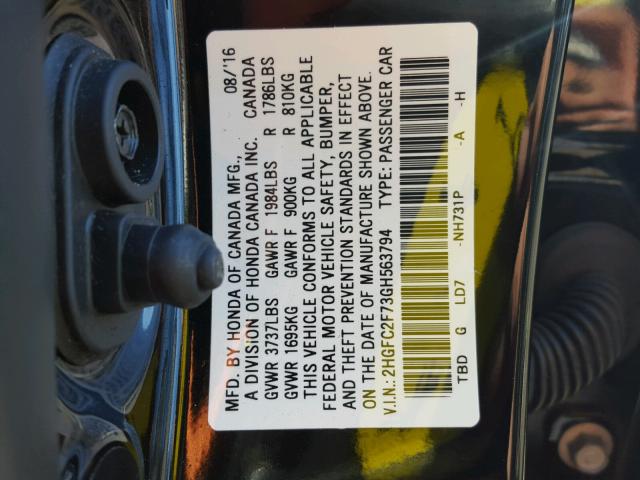 MFD. BY HONDA OF CANADA MFG., 08/16
A DIVISION OF HONDA CANADA INC. CANADA
GVWR 3737LBS GAWR F 1984LBS R 1786LBS
GVWR 1695KG GAWR F 900KG R 810KG
THIS VEHICLE CONFORMS TO ALL APPLICABLE
FEDERAL MOTOR VEHICLE SAFETY, BUMPER,
AND THEFT PREVENTION STANDARDS IN EFFECT
ON THE DATE OF MANUFACTURE SHOWN ABOVE.
V.I.N.: 2HGFC2F73GH563794 TYPE: PASSENGER CAR
TBD G LD7 -NH731P -A -H